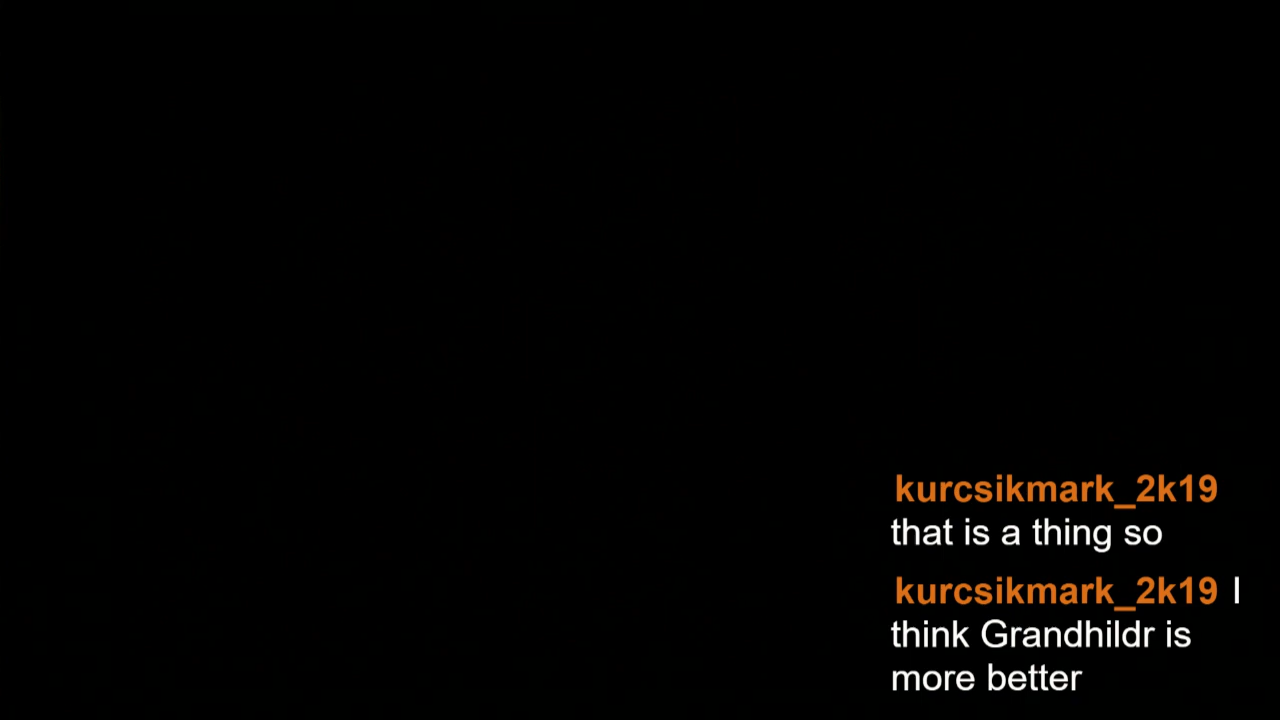 kurcsikmark_2k19
that is a thing so
kurcsikmark_2k19 I
think Grandhildr is
more better